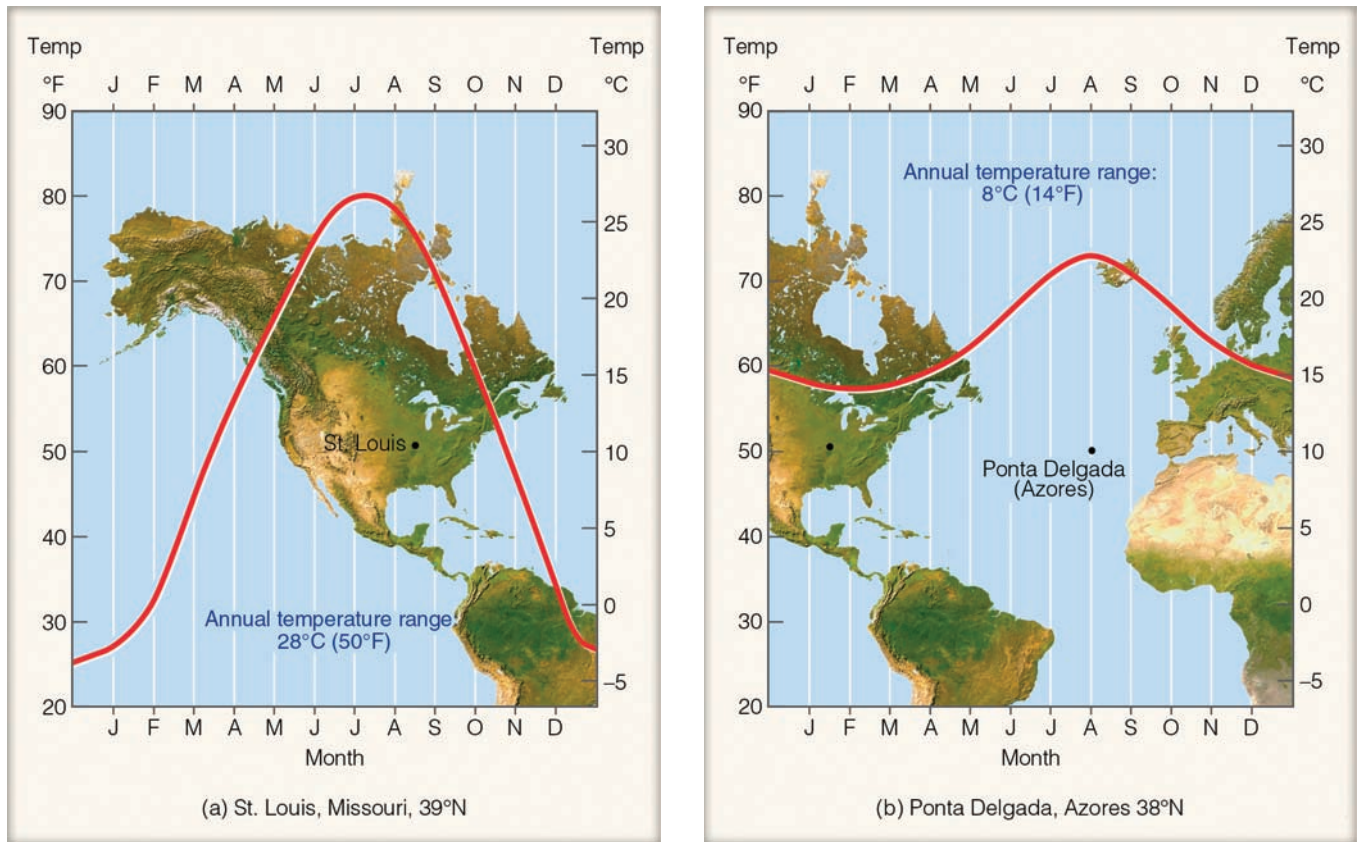 Temp Temp
°F J F M A M J J A S O N D °C
90
80
70
60
50
40
30
20
30
25
20
15
10
5
0
–5
St. Louis
Annual temperature range:
28°C (50°F)
J F M A M J J A S O N D
Month
(a) St. Louis, Missouri, 39°N
Temp Temp
°F J F M A M J J A S O N D °C
90
80
70
60
50
40
30
20
30
25
20
15
10
5
0
–5
Annual temperature range:
8°C (14°F)
Ponta Delgada
(Azores)
J F M A M J J A S O N D
Month
(b) Ponta Delgada, Azores 38°N